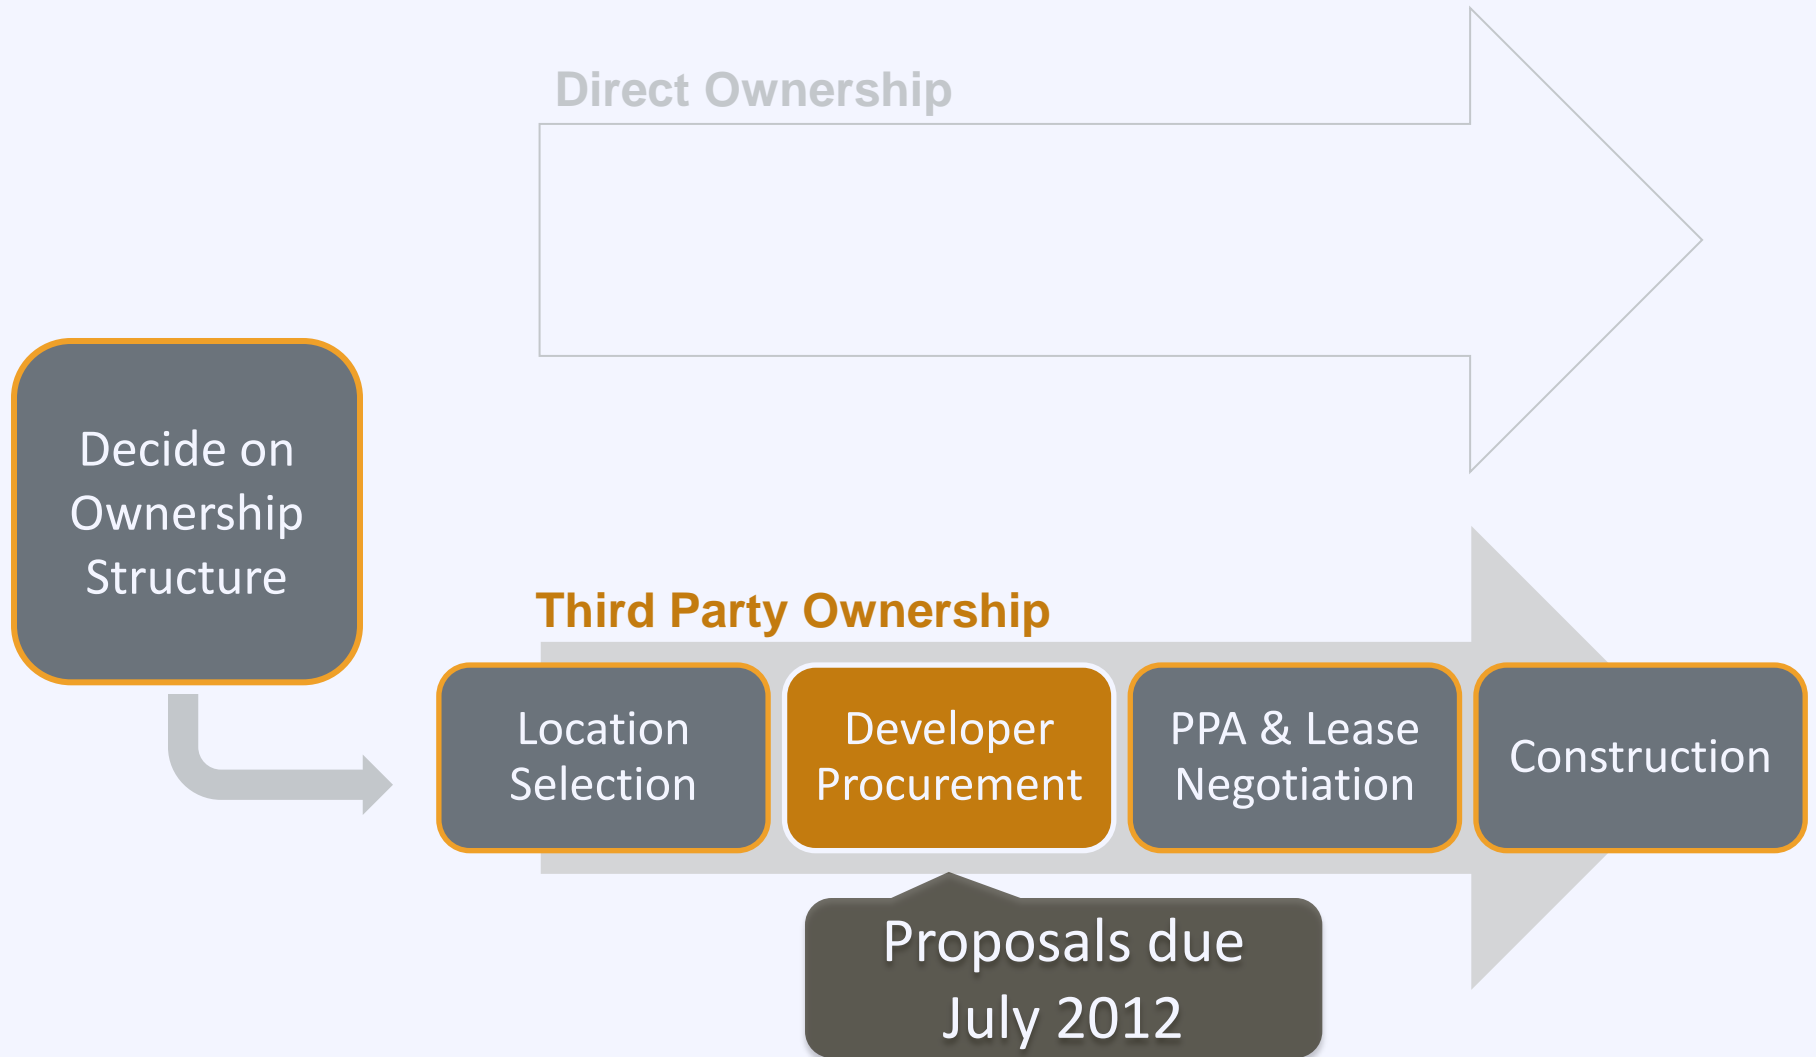 Direct Ownership
Decide on
Ownership
Structure
Third Party Ownership
Location
Selection
Developer
Procurement
PPA & Lease
Negotiation
Construction
Proposals due
July 2012